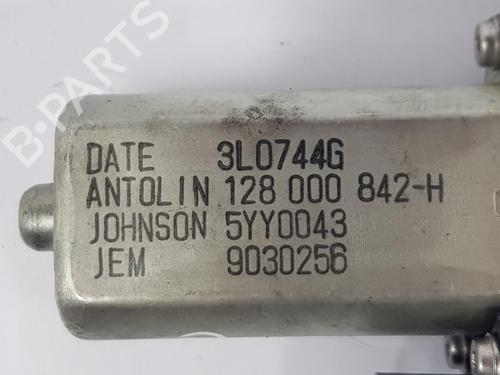 B-PARTS
DATE 3L0744G
ANTOLIN 128 000 842-H
JOHNSON 5YY0043
JEM 9030256